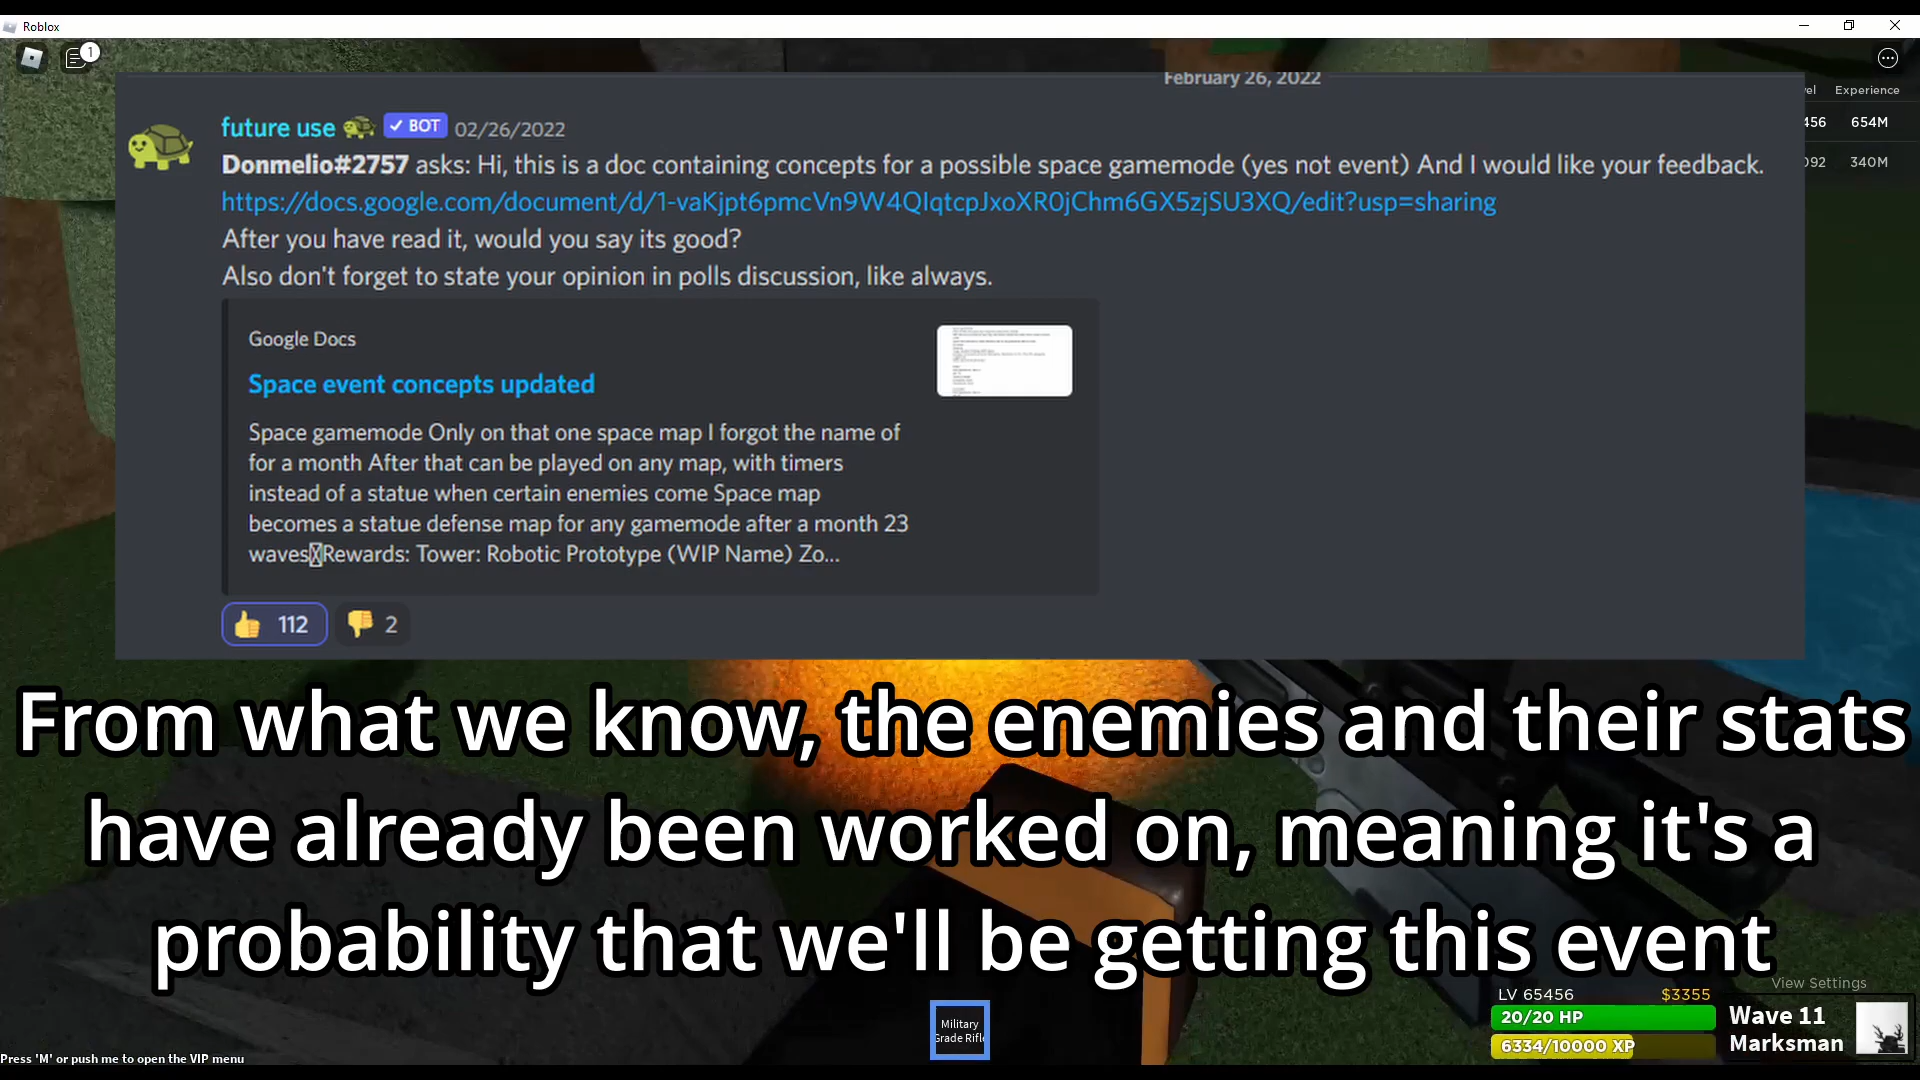 Roblox
1
February 26, 2022
el Experience
future use BOT 02/26/2022
456 654M
Donmelio#2757 asks: Hi, this is a doc containing concepts for a possible space gamemode (yes not event) And I would like your feedback.
092 340M
https://docs.google.com/document/d/1-vaKjpt6pmcVn9W4QIqtcpJxoXR0jChm6GX5zjSU3XQ/edit?usp=sharing
After you have read it, would you say its good?
Also don't forget to state your opinion in polls discussion, like always.
Google Docs
Space event concepts updated
Space gamemode Only on that one space map I forgot the name of
for a month After that can be played on any map, with timers
instead of a statue when certain enemies come Space map
becomes a statue defense map for any gamemode after a month 23
waves Rewards: Tower: Robotic Prototype (WIP Name) Zo...
112 2
From what we know, the enemies and their stats
have already been worked on, meaning it's a
probability that we'll be getting this event
View Settings
LV 65456 $3355
20/20 HP
Wave 11
6334/10000 XP
Marksman
Military
Grade Rifl
Press 'M' or push me to open the VIP menu